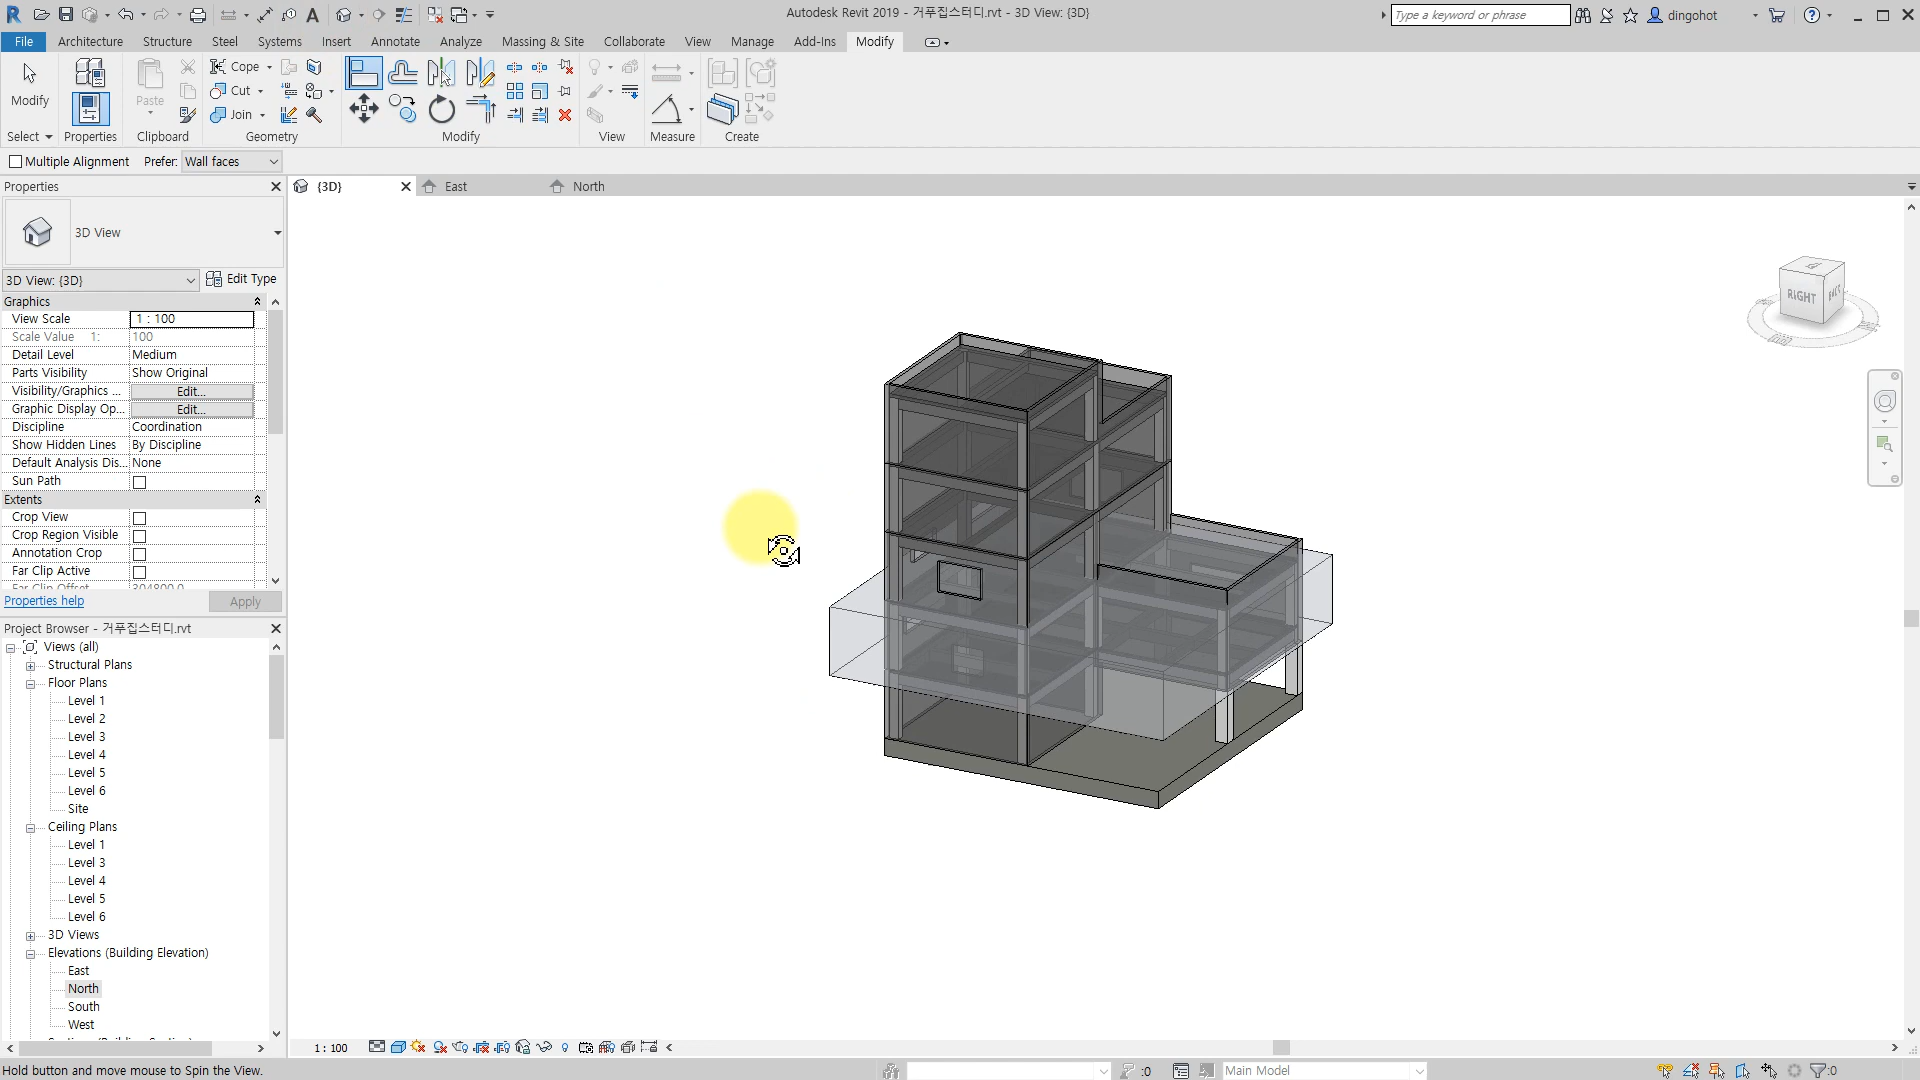 Autodesk Revit 2019 - 거푸집스터디.rvt - 3D View: {3D}
Type a keyword or phrase
dingohot
File Architecture Structure Steel Systems Insert Annotate Analyze Massing & Site Collaborate View Manage Add-Ins Modify
Modify
Paste
Cope
Cut
Join
Select Properties Clipboard Geometry Modify View Measure Create
Multiple Alignment Prefer: Wall faces
Properties
{3D} East North
3D View
3D View: {3D} Edit Type
Graphics
View Scale 1 : 100
Scale Value 1: 100
Detail Level Medium
Parts Visibility Show Original
Visibility/Graphics ... Edit...
Graphic Display Op... Edit...
Discipline Coordination
Show Hidden Lines By Discipline
Default Analysis Dis... None
Sun Path
Extents
Crop View
Crop Region Visible
Annotation Crop
Far Clip Active
Far Clip Offset 304800.0
Properties help Apply
Project Browser - 거푸집스터디.rvt
Views (all)
Structural Plans
Floor Plans
Level 1
Level 2
Level 3
Level 4
Level 5
Level 6
Site
Ceiling Plans
Level 1
Level 3
Level 4
Level 5
Level 6
3D Views
Elevations (Building Elevation)
East
North
South
West
RIGHT
1 : 100
Hold button and move mouse to Spin the View.
:0
Main Model
:0